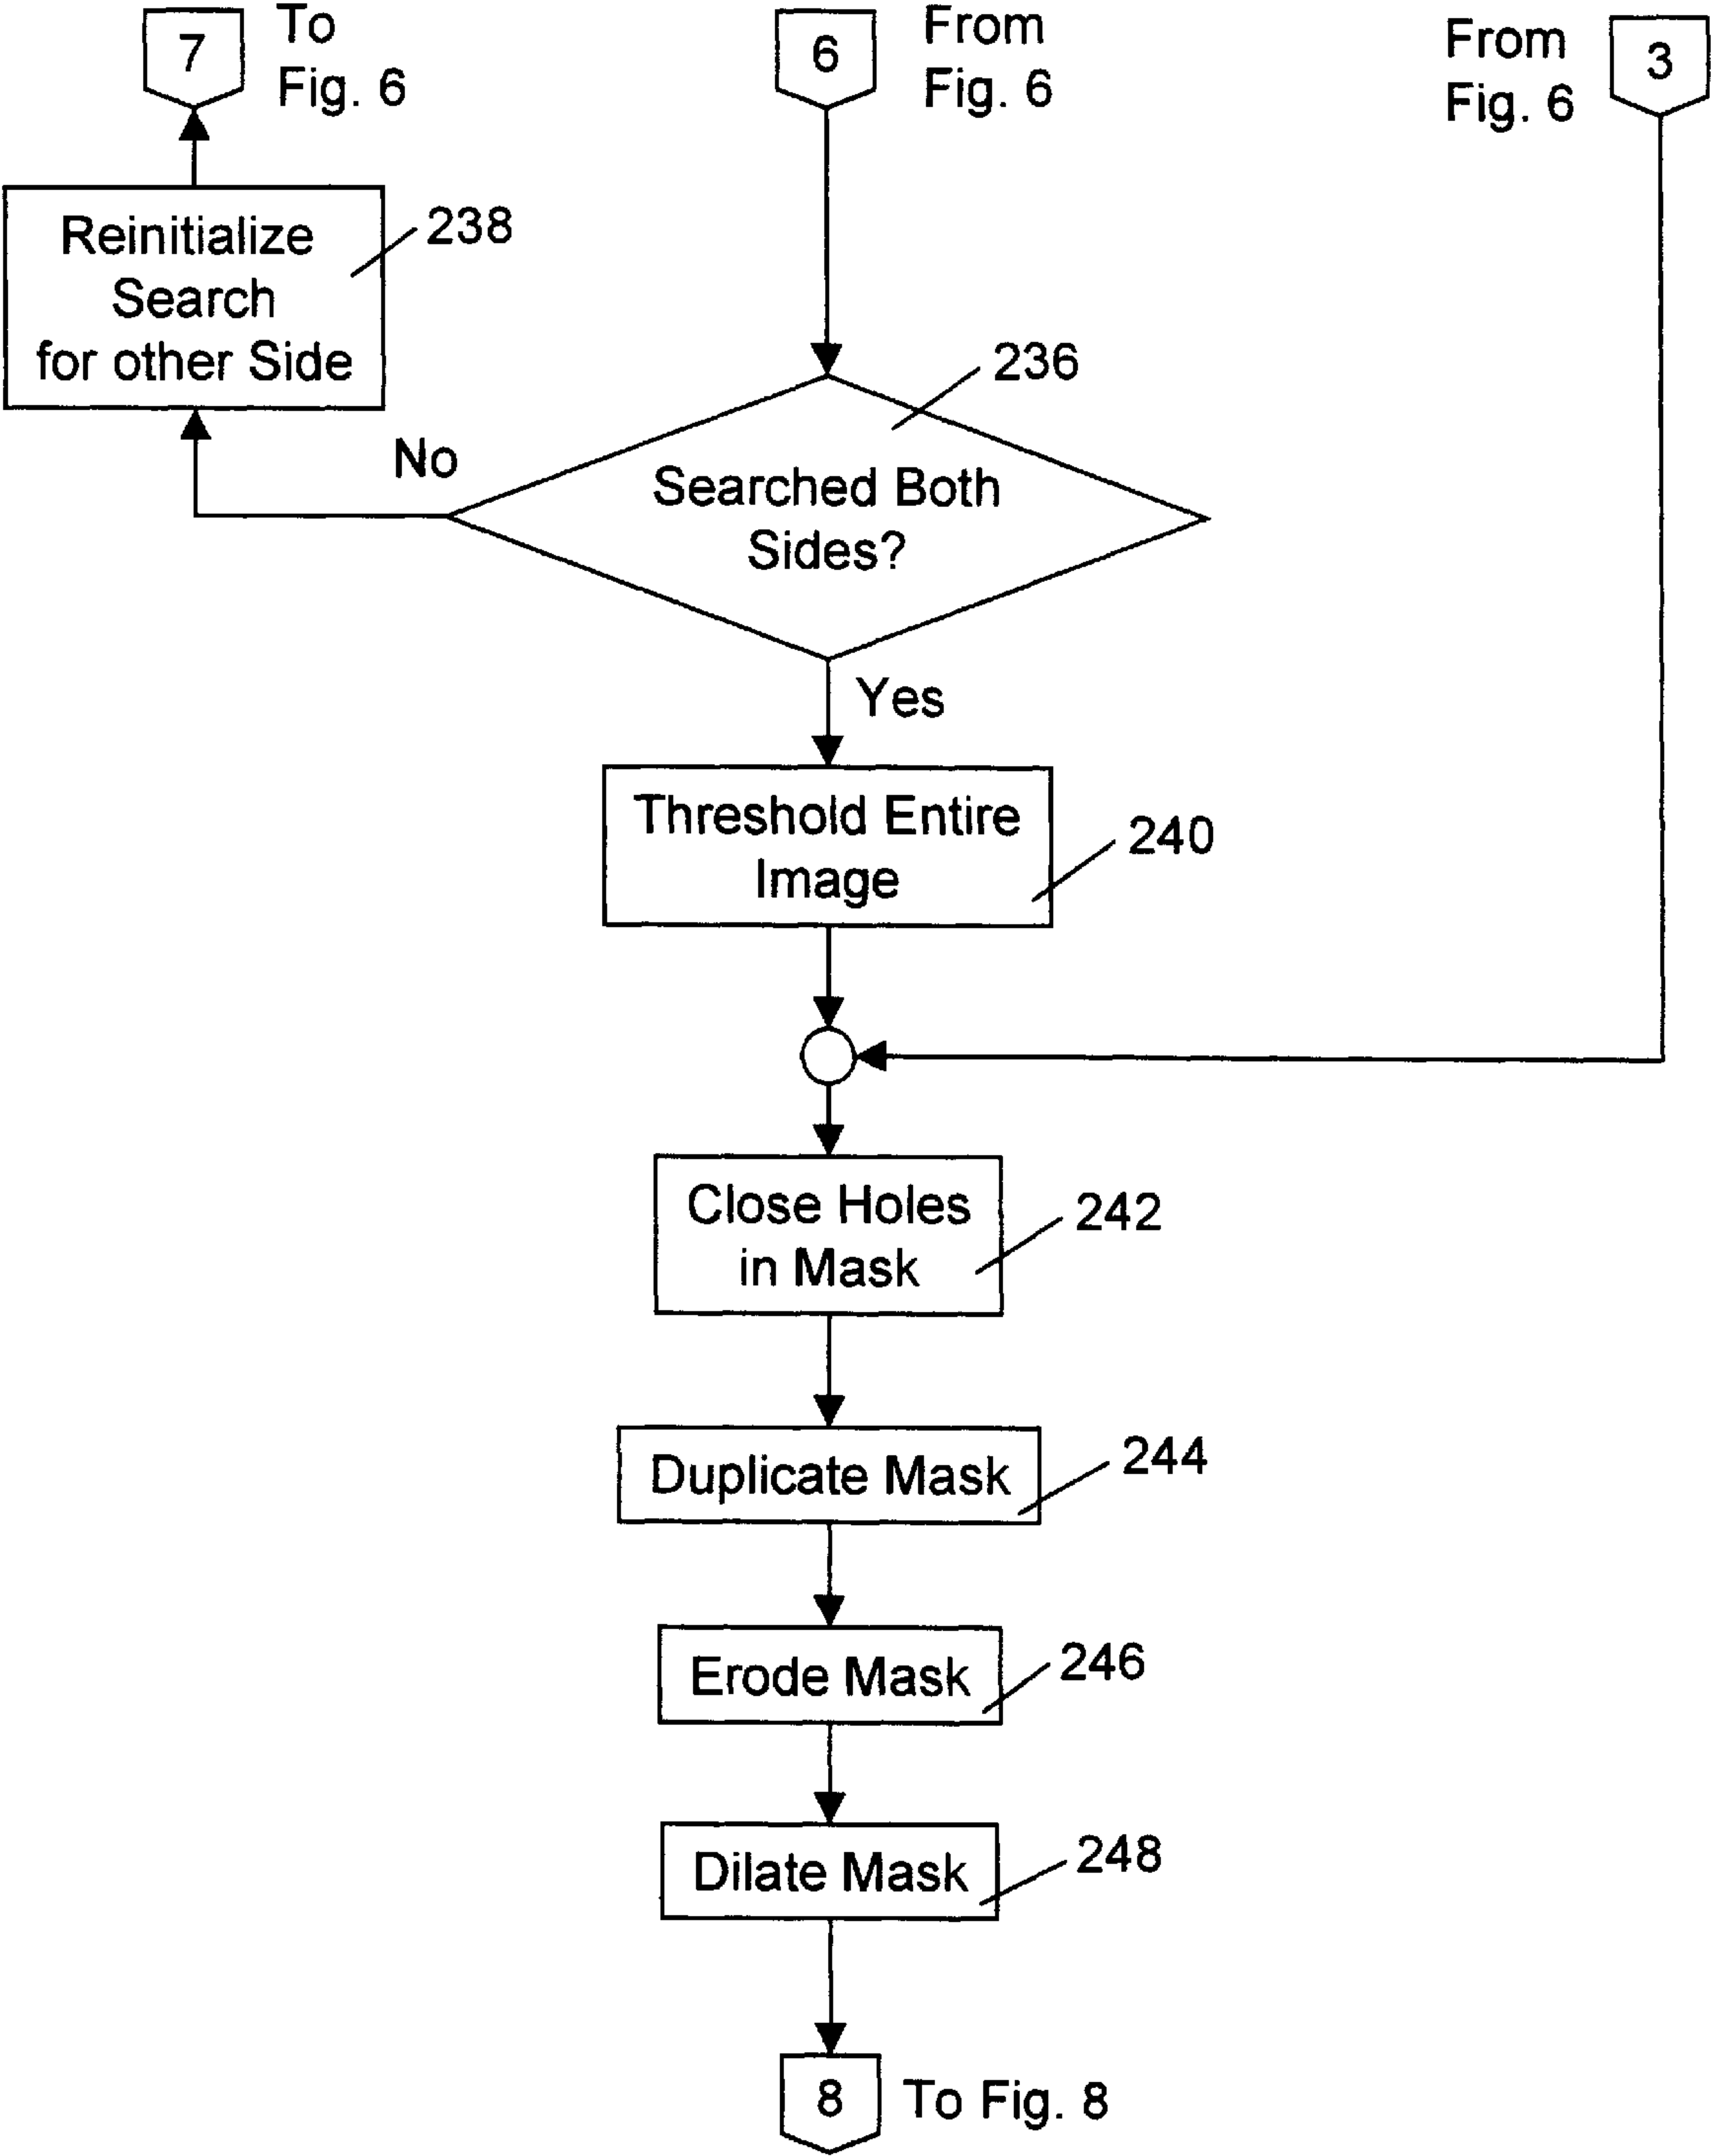 7
To
Fig. 6
6
From
Fig. 6
From
Fig. 6
3
Reinitialize
Search
for other Side
238
236
No
Searched Both
Sides?
Yes
Threshold Entire
Image
240
Close Holes
in Mask
242
Duplicate Mask
244
Erode Mask
246
Dilate Mask
248
8
To Fig. 8